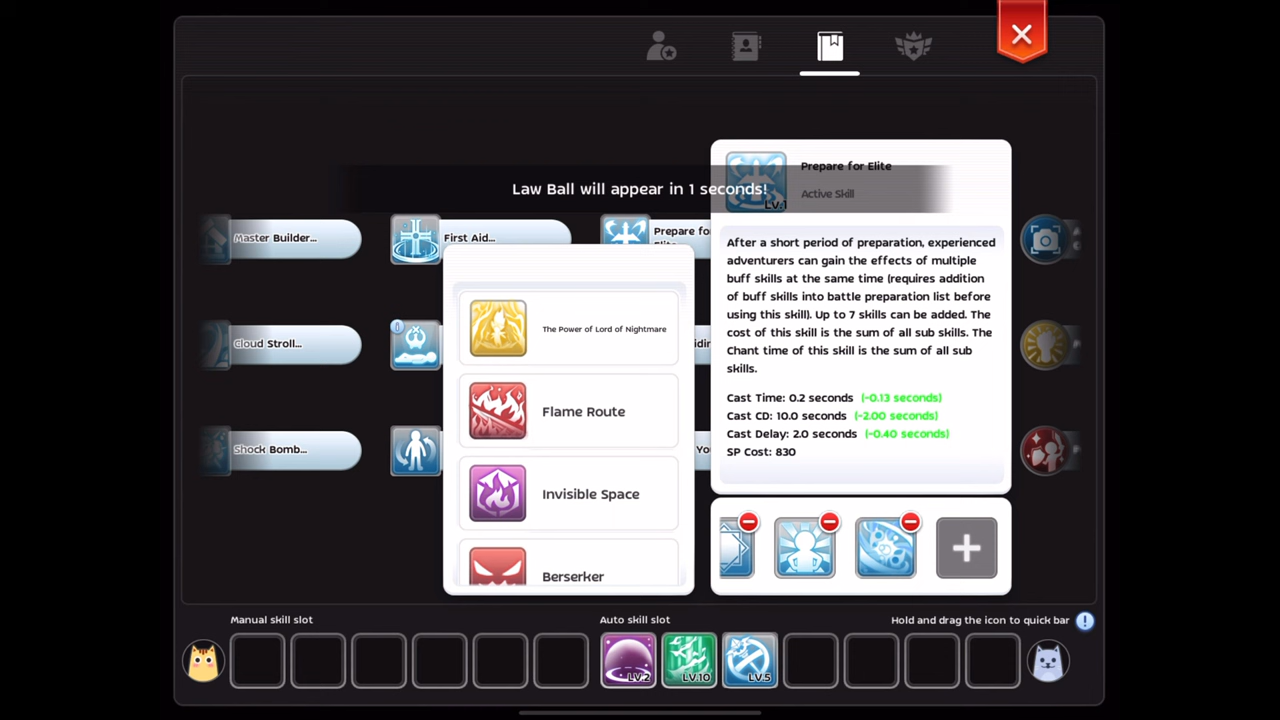 Prepare for Elite
Active Skill
LV.1
Law Ball will appear in 1 seconds!
Master Builder...
First Aid...
Prepare for
Cloud Stroll...
Shock Bomb...
You
The Power of Lord of Nightmare
Flame Route
Invisible Space
Berserker
After a short period of preparation, experienced
adventurers can gain the effects of multiple
buff skills at the same time (requires addition
of buff skills into battle preparation list before
using this skill). Up to 7 skills can be added. The
cost of this skill is the sum of all sub skills. The
Chant time of this skill is the sum of all sub
skills.
Cast Time: 0.2 seconds (-0.13 seconds)
Cast CD: 10.0 seconds (-2.00 seconds)
Cast Delay: 2.0 seconds (-0.40 seconds)
SP Cost: 830
Manual skill slot
Auto skill slot
Hold and drag the icon to quick bar
LV.2
LV.10
LV.5